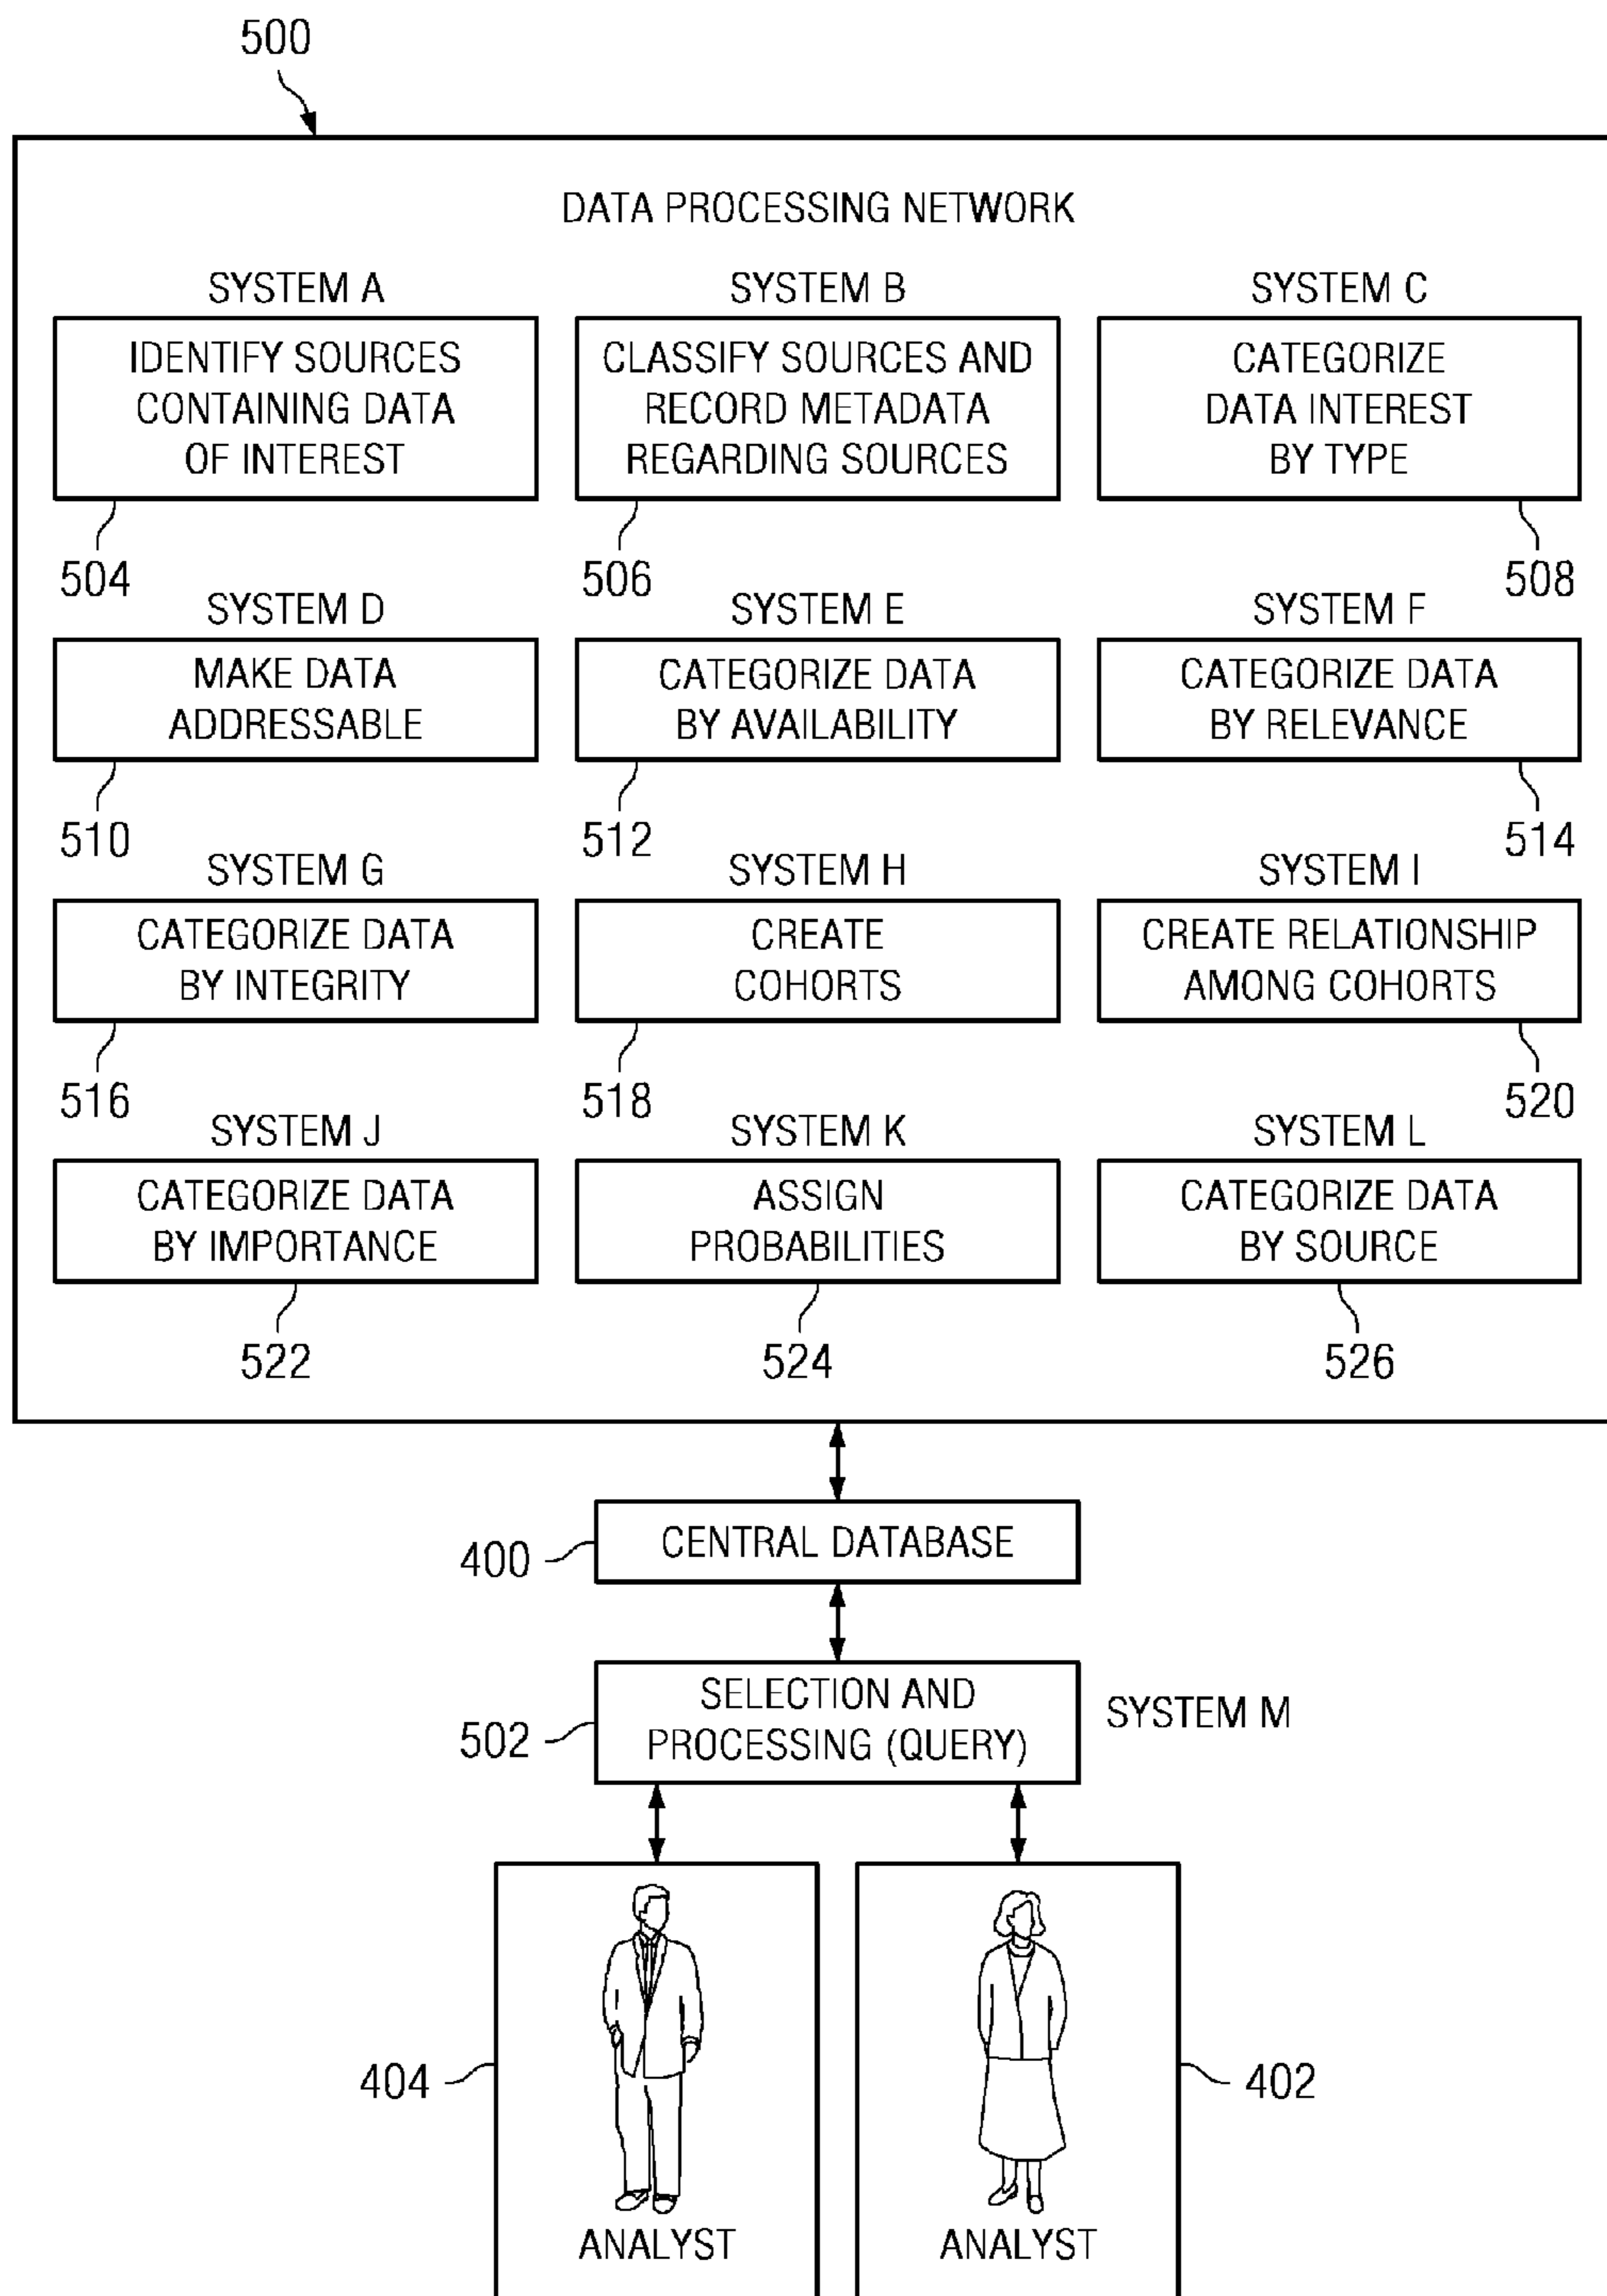 500
DATA PROCESSING NETWORK
SYSTEM A
IDENTIFY SOURCES
CONTAINING DATA
OF INTEREST
504
SYSTEM B
CLASSIFY SOURCES AND
RECORD METADATA
REGARDING SOURCES
506
SYSTEM C
CATEGORIZE
DATA INTEREST
BY TYPE
508
SYSTEM D
MAKE DATA
ADDRESSABLE
510
SYSTEM E
CATEGORIZE DATA
BY AVAILABILITY
512
SYSTEM F
CATEGORIZE DATA
BY RELEVANCE
514
SYSTEM G
CATEGORIZE DATA
BY INTEGRITY
516
SYSTEM H
CREATE
COHORTS
518
SYSTEM I
CREATE RELATIONSHIP
AMONG COHORTS
520
SYSTEM J
CATEGORIZE DATA
BY IMPORTANCE
522
SYSTEM K
ASSIGN
PROBABILITIES
524
SYSTEM L
CATEGORIZE DATA
BY SOURCE
526
400
CENTRAL DATABASE
502
SELECTION AND
PROCESSING (QUERY)
SYSTEM M
404
ANALYST
402
ANALYST